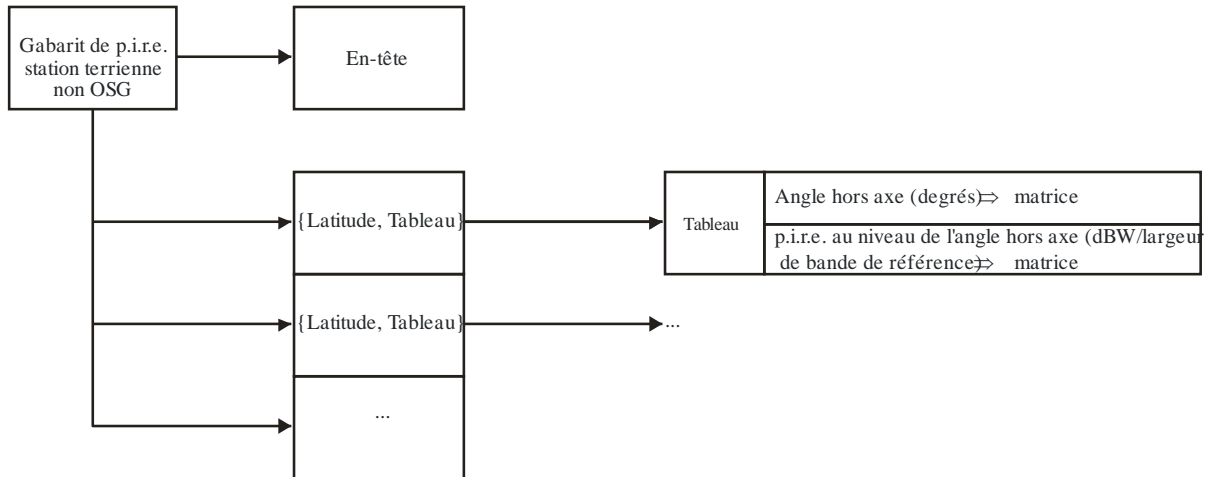 Gabarit de p.i.r.e.
station terrienne
non OSG
En-tête
{Latitude, Tableau}
Tableau
Angle hors axe (degrés)⇒ matrice
p.i.r.e. au niveau de l'angle hors axe (dBW/largeur
de bande de référence)⇒ matrice
{Latitude, Tableau}
...
...